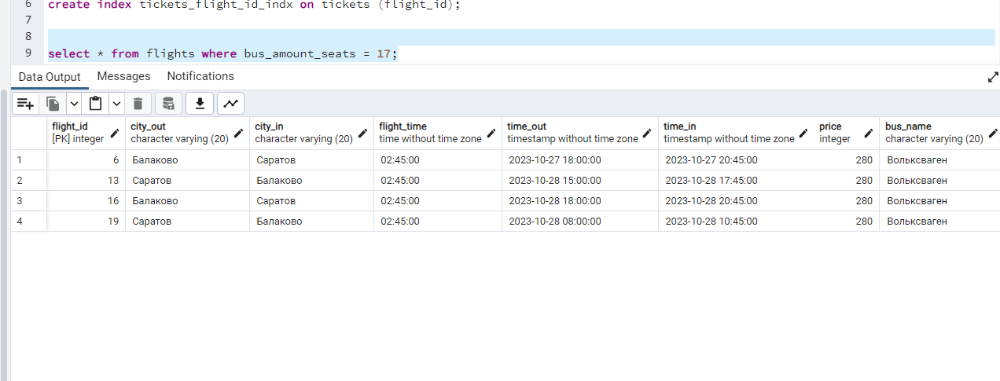 6 create index tickets_flight_id_indx on tickets (flight_id);
7
8
9 select * from flights where bus_amount_seats = 17;
Data Output Messages Notifications
flight_id city_out city_in flight_time time_out time_in price bus_name
[PK] integer character varying (20) character varying (20) time without time zone timestamp without time zone timestamp without time zone integer character varying (20)
1 6 Балаково Саратов 02:45:00 2023-10-27 18:00:00 2023-10-27 20:45:00 280 Вольксваген
2 13 Саратов Балаково 02:45:00 2023-10-28 15:00:00 2023-10-28 17:45:00 280 Вольксваген
3 16 Балаково Саратов 02:45:00 2023-10-28 18:00:00 2023-10-28 20:45:00 280 Вольксваген
4 19 Саратов Балаково 02:45:00 2023-10-28 08:00:00 2023-10-28 10:45:00 280 Вольксваген